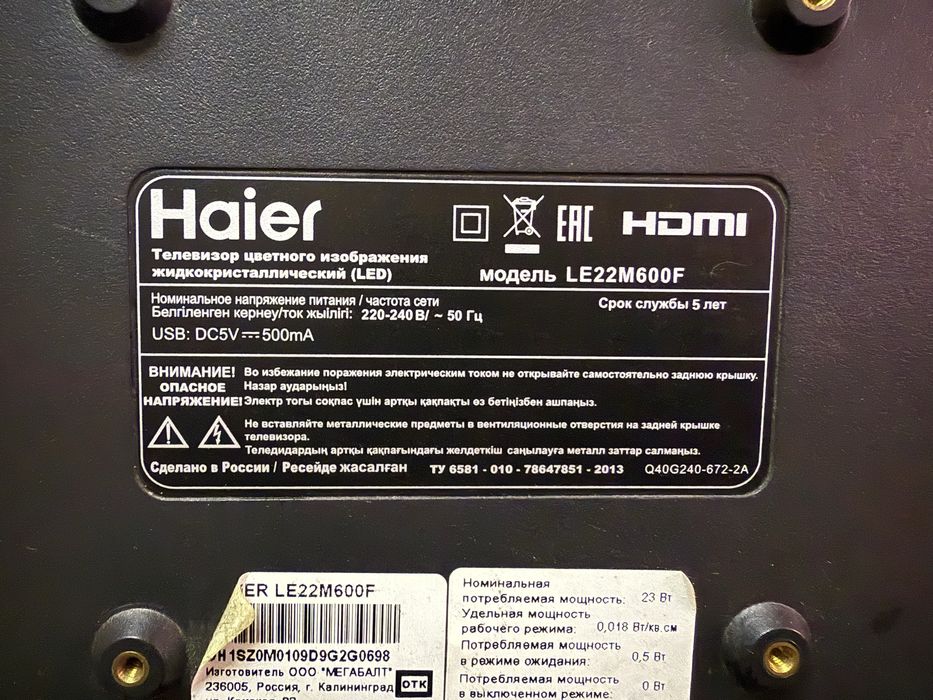 Haier
EAC HDMI
Телевизор цветного изображения
жидкокристаллический (LED)
модель LE22M600F
Номинальное напряжение питания / частота сети
Белгіленген кернеу/ток жыілігі: 220-240 В/ ~ 50 Гц
Срок службы 5 лет
USB: DC5V 500mA
ВНИМАНИЕ!
ОПАСНОЕ
НАПРЯЖЕНИЕ!
Во избежание поражения электрическим током не открывайте самостоятельно заднюю крышку.
Назар аударыңыз!
Электр тогы соқпас үшін артқы қақпақты өз бетіңізбен ашпаңыз.
Не вставляйте металлические предметы в вентиляционные отверстия на задней крышке
телевизора.
Теледидардың артқы қақпағындағы желдеткіш саңылауға металл заттар салмаңыз.
Сделано в России / Ресейде жасалған ТУ 6581 - 010 - 78647851 - 2013 Q40G240-672-2A
ER LE22M600F
H1SZ0M0109D9G2G0698
Изготовитель ООО "МЕГАБАЛТ"
236005, Россия, г. Калининград
ОТК
Номинальная
потребляемая мощность: 23 Вт
Удельная мощность
рабочего режима: 0,018 Вт/кв.см
Потребляемая мощность
в режиме ожидания: 0,5 Вт
Потребляемая мощность
в выключенном режиме: 0 Вт